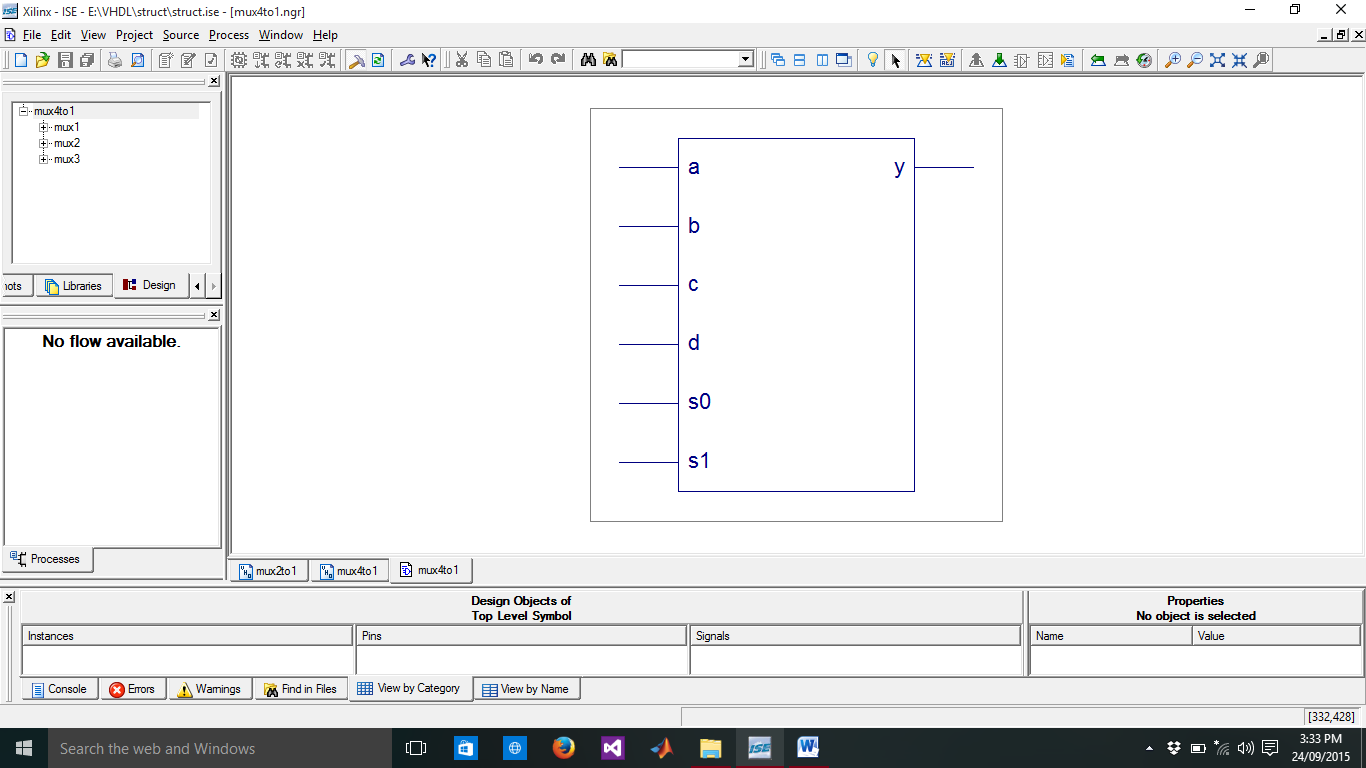 Xilinx - ISE - E:\VHDL\struct\struct.ise - [mux4to1.ngr]
File Edit View Project Source Process Window Help
mux4to1
mux1
mux2
mux3
nots Libraries Design
No flow available.
Processes
a
y
b
c
d
s0
s1
mux2to1 mux4to1 mux4to1
Design Objects of
Top Level Symbol
Properties
No object is selected
Instances Pins Signals Name Value
Console Errors Warnings Find in Files View by Category View by Name
[332,428]
Search the web and Windows
ISE
3:33 PM
24/09/2015